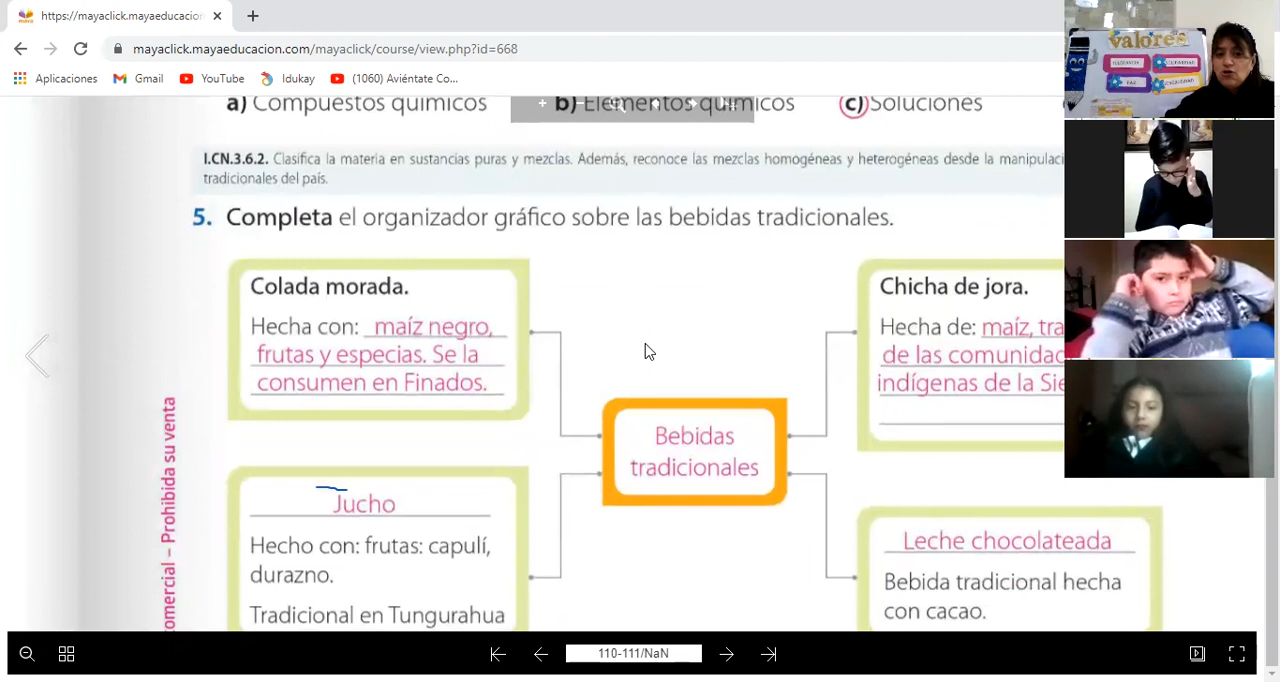 https://mayaclick.mayaeducacion
mayaclick.mayaeducacion.com/mayaclick/course/view.php?id=668
Aplicaciones Gmail YouTube Idukay (1060) Aviéntate Co...
a) Compuestos químicos b) Elementos químicos c) Soluciones
I.CN.3.6.2. Clasifica la materia en sustancias puras y mezclas. Además, reconoce las mezclas homogéneas y heterogéneas desde la manipulaci
tradicionales del país.
5. Completa el organizador gráfico sobre las bebidas tradicionales.
Colada morada.
Hecha con: maíz negro,
frutas y especias. Se la
consumen en Finados.
Chicha de jora.
Hecha de: maíz, tra
de las comunidad
indígenas de la Sie
Bebidas
tradicionales
Jucho
Hecho con: frutas: capulí,
durazno.
Tradicional en Tungurahua
Leche chocolateada
Bebida tradicional hecha
con cacao.
omercial – Prohibida su venta
110-111/NaN
valores
PAZ